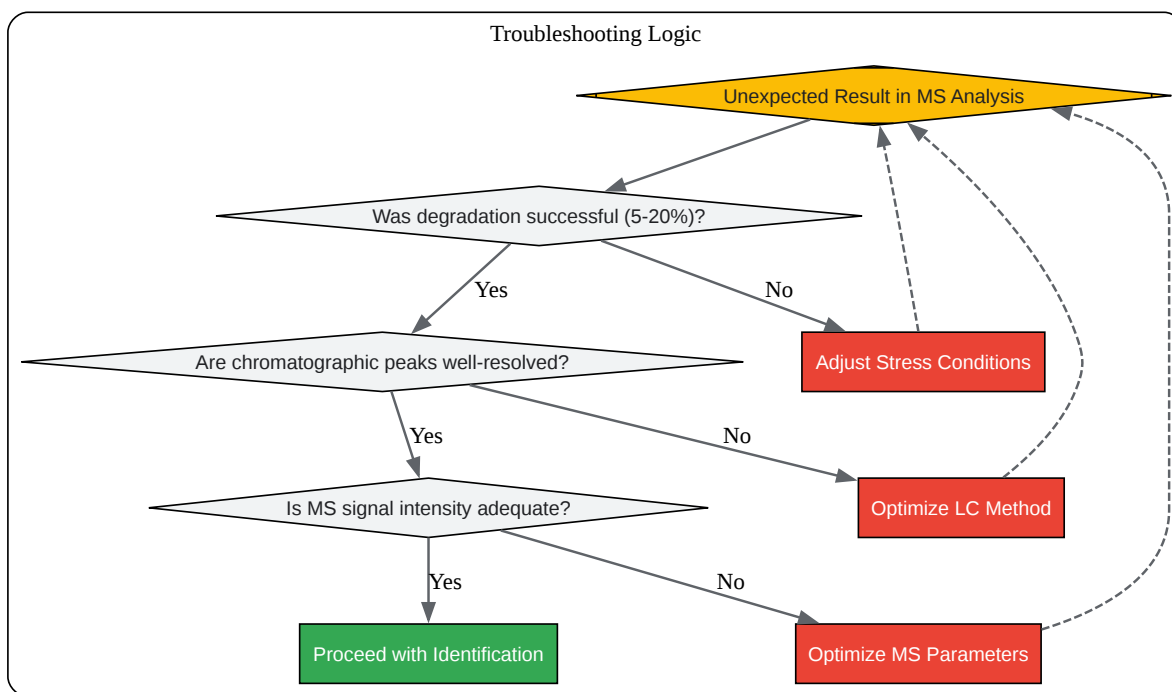 Troubleshooting Logic
Unexpected Result in MS Analysis
Was degradation successful (5-20%)?
Yes
No
Are chromatographic peaks well-resolved?
Adjust Stress Conditions
Yes
No
Is MS signal intensity adequate?
Optimize LC Method
Yes
No
Proceed with Identification
Optimize MS Parameters